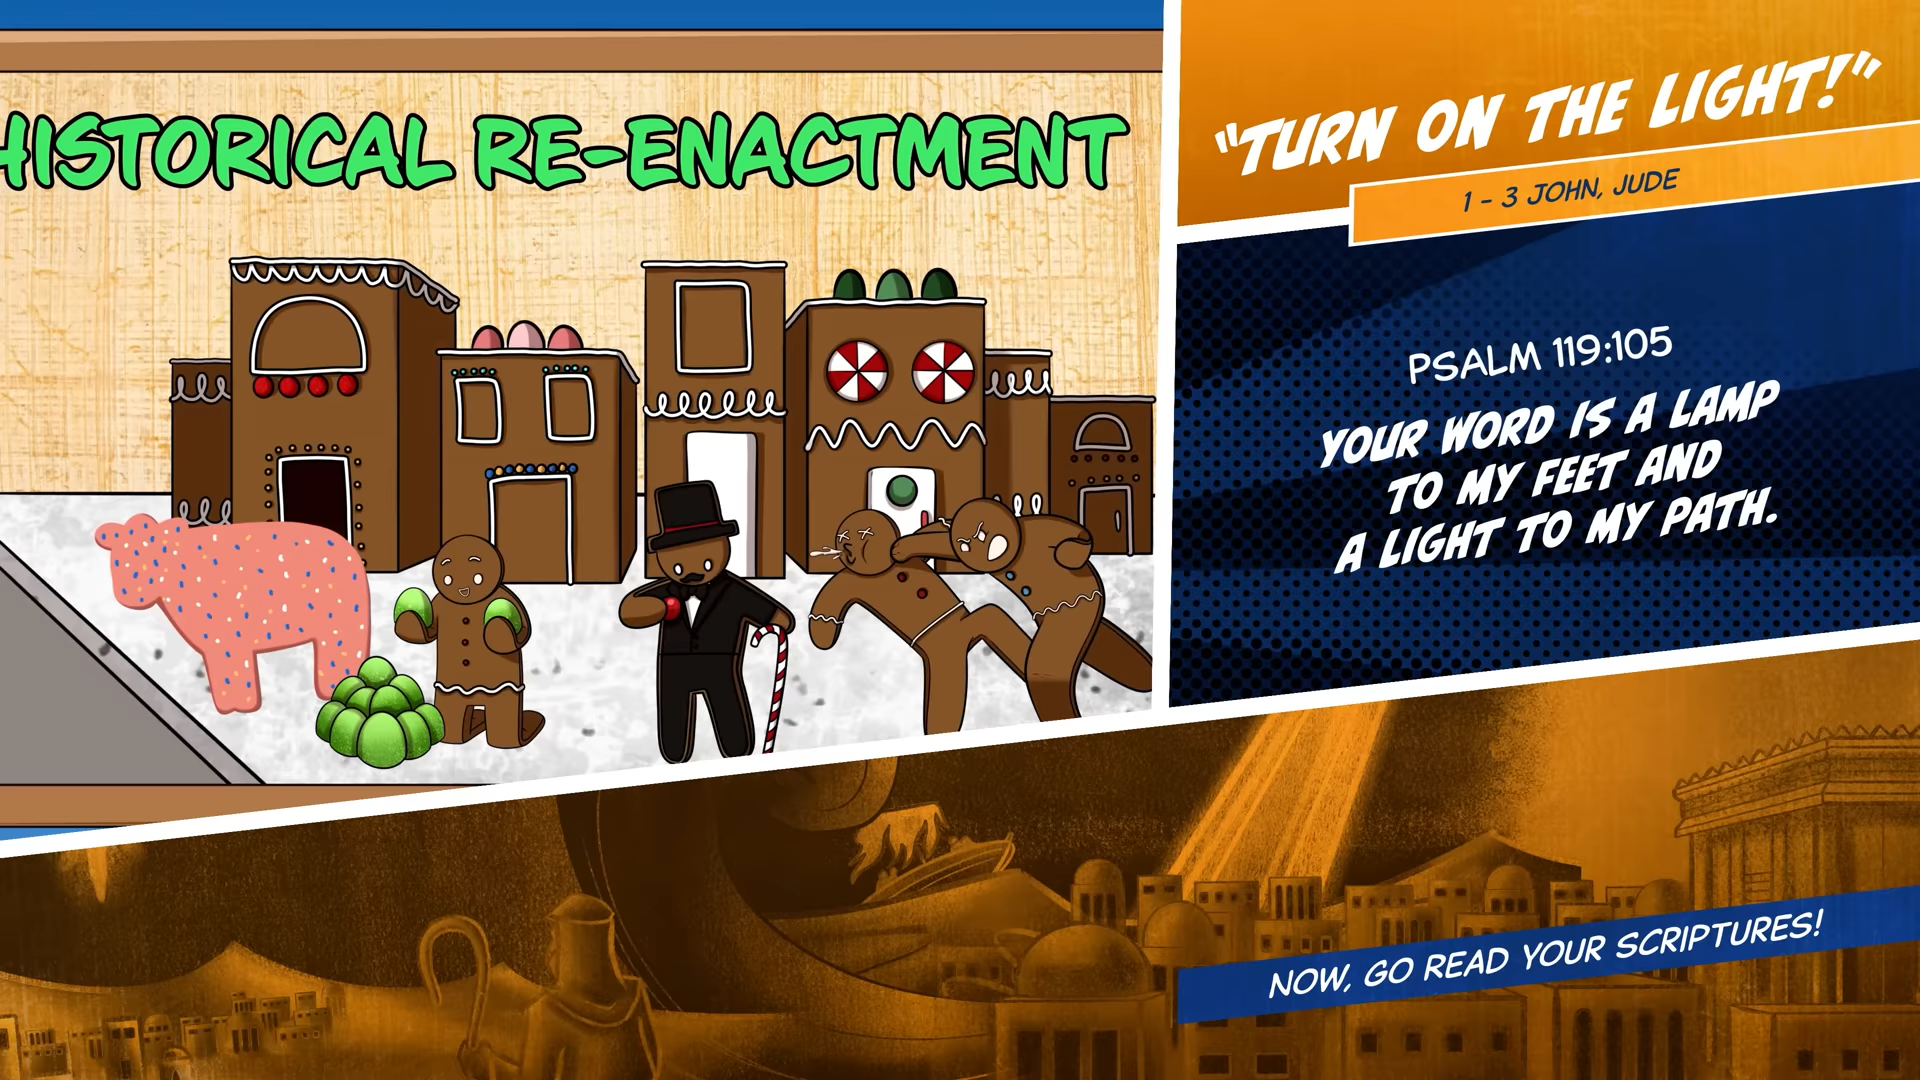 HISTORICAL RE-ENACTMENT
"TURN ON THE LIGHT!"
1 - 3 JOHN, JUDE
PSALM 119:105
YOUR WORD IS A LAMP
TO MY FEET AND
A LIGHT TO MY PATH.
NOW, GO READ YOUR SCRIPTURES!